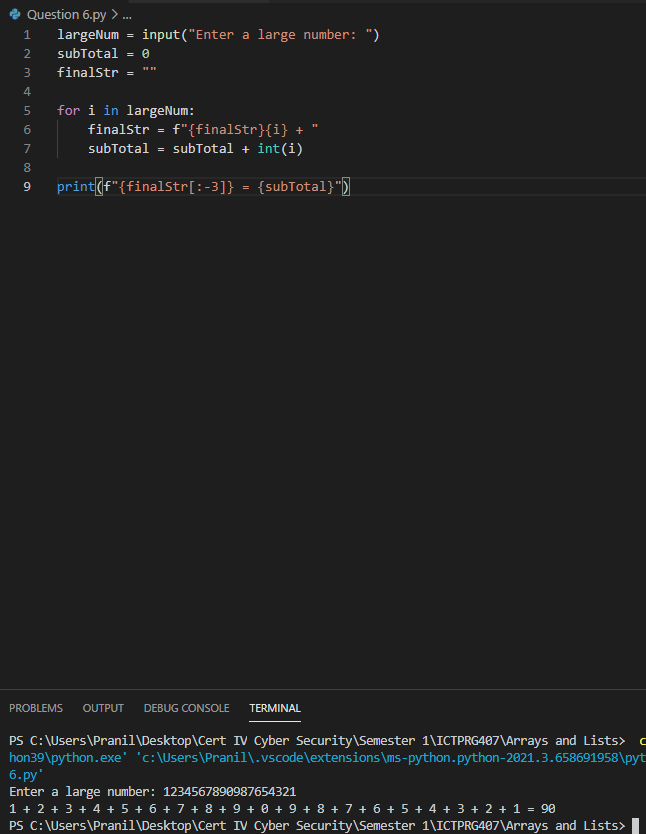 Question 6.py > ...
1 largeNum = input("Enter a large number: ")
2 subTotal = 0
3 finalStr = ""
4
5 for i in largeNum:
6     finalStr = f"{finalStr}{i} + "
7     subTotal = subTotal + int(i)
8
9 print(f"{finalStr[:-3]} = {subTotal}")
PROBLEMS OUTPUT DEBUG CONSOLE TERMINAL
PS C:\Users\Pranil\Desktop\Cert IV Cyber Security\Semester 1\ICTPRG407\Arrays and Lists> c
hon39\python.exe' 'c:\Users\Pranil\.vscode\extensions\ms-python.python-2021.3.658691958\pyt
6.py'
Enter a large number: 1234567890987654321
1 + 2 + 3 + 4 + 5 + 6 + 7 + 8 + 9 + 0 + 9 + 8 + 7 + 6 + 5 + 4 + 3 + 2 + 1 = 90
PS C:\Users\Pranil\Desktop\Cert IV Cyber Security\Semester 1\ICTPRG407\Arrays and Lists>